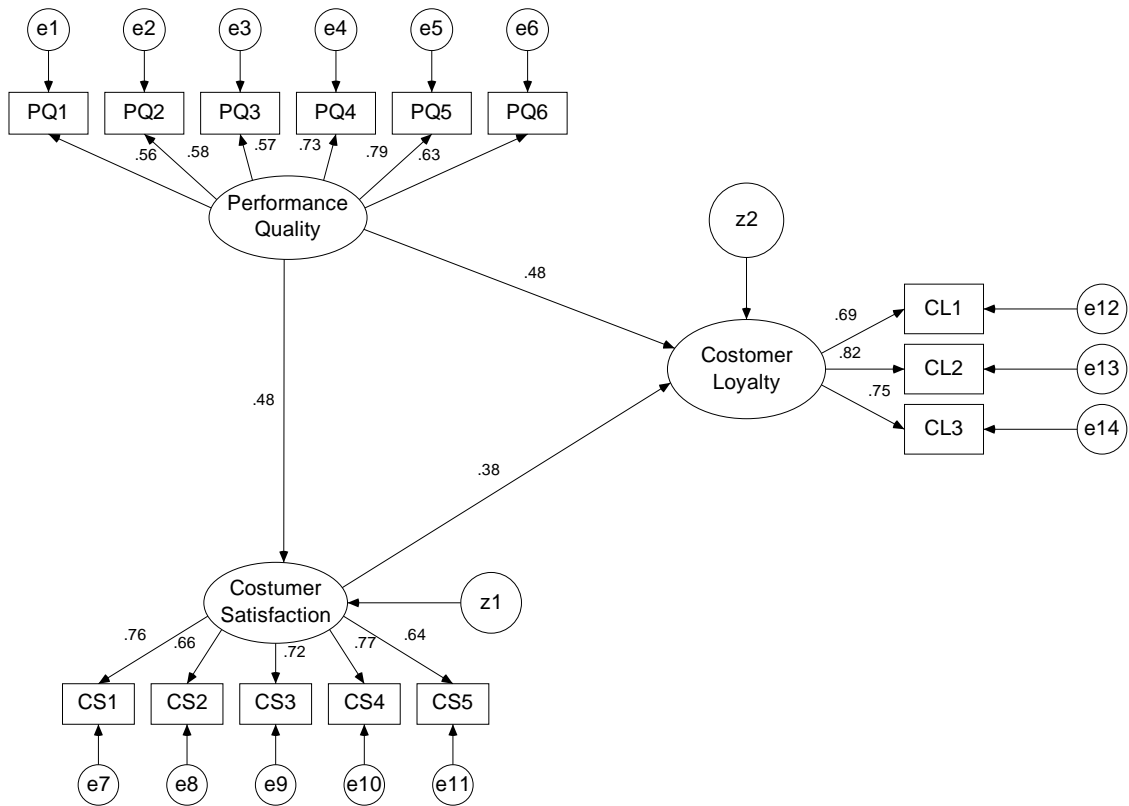 e1 e2 e3 e4 e5 e6
PQ1 PQ2 PQ3 PQ4 PQ5 PQ6
.56 .58 .57 .73 .79 .63
Performance
Quality
z2
.48
CL1 e12
.69
Costomer
Loyalty
.82
CL2 e13
.75
CL3 e14
.48
.38
Costumer
Satisfaction
z1
.76 .66 .72 .77 .64
CS1 CS2 CS3 CS4 CS5
e7 e8 e9 e10 e11